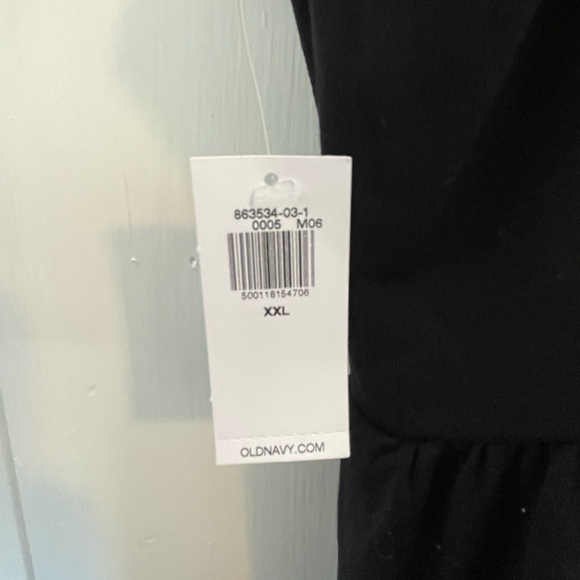 863534-03-1
0005 M06
500118154706
XXL
OLDNAVY.COM